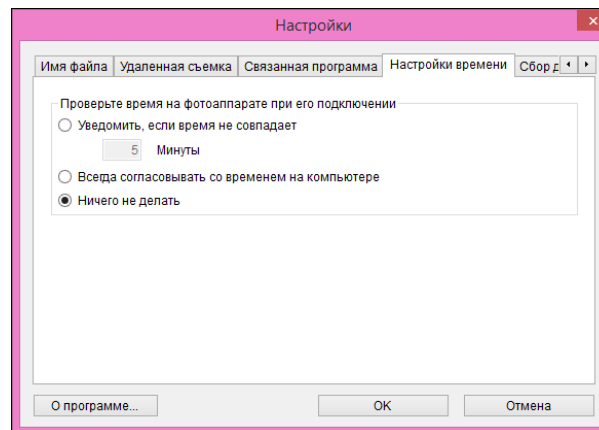 Настройки
Имя файла Удаленная съемка Связанная программа Настройки времени Сбор
Проверьте время на фотоаппарате при его подключении
Уведомить, если время не совпадает
5 Минуты
Всегда согласовывать со временем на компьютере
Ничего не делать
О программе... OK Отмена